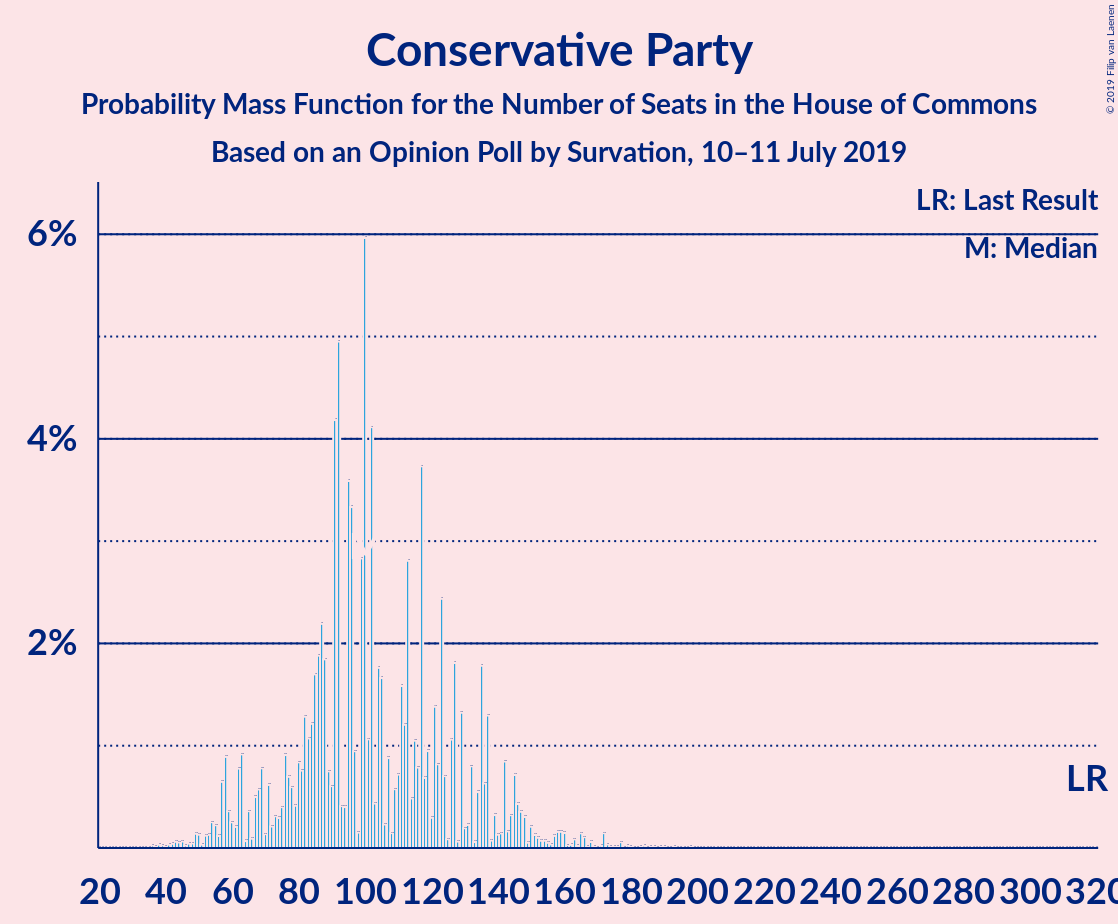 Conservative Party
Probability Mass Function for the Number of Seats in the House of Commons
Based on an Opinion Poll by Survation, 10–11 July 2019
© 2019 Filip van Laenen
LR: Last Result
M: Median
6%
4%
2%
LR
20 40 60 80 100 120 140 160 180 200 220 240 260 280 300 320